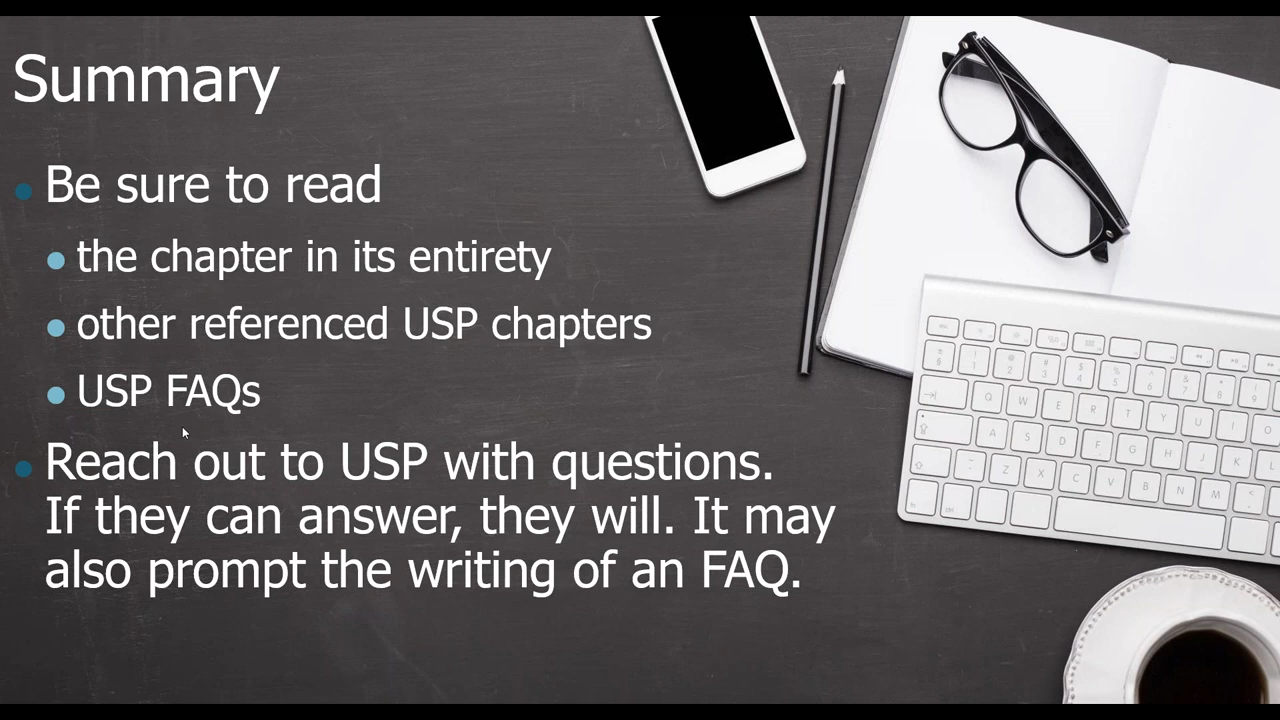 Summary
Be sure to read
the chapter in its entirety
other referenced USP chapters
USP FAQs
Reach out to USP with questions.
If they can answer, they will. It may
also prompt the writing of an FAQ.